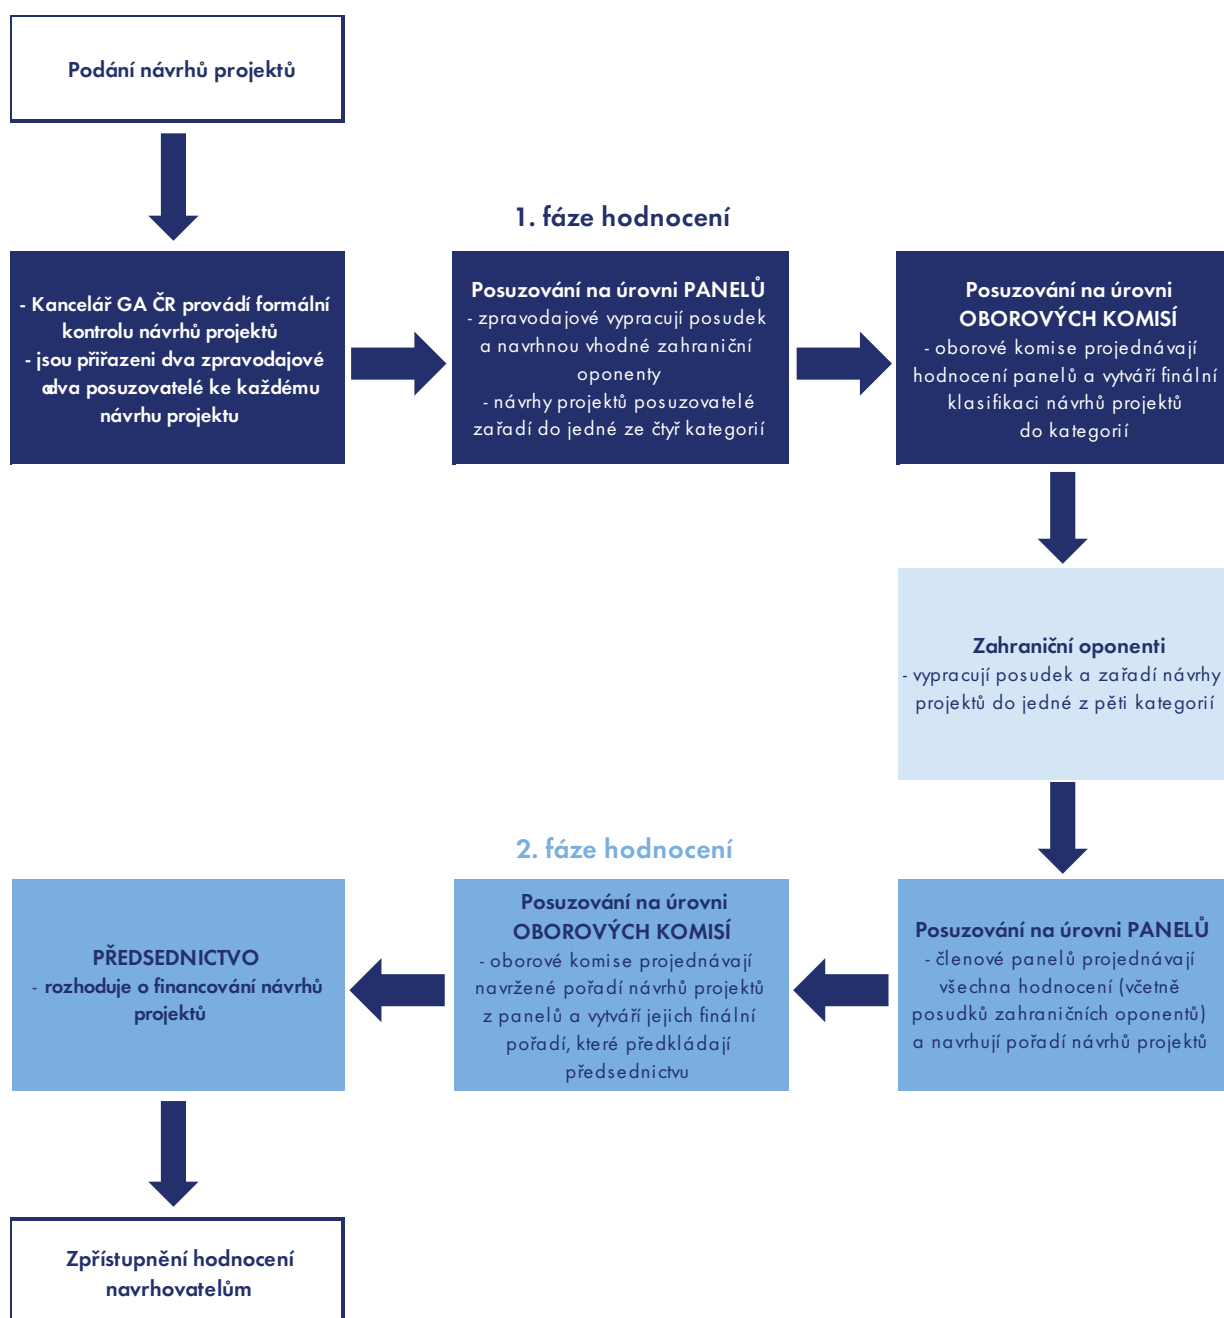 Podání návrhů projektů
1. fáze hodnocení
- Kancelář GA ČR provádí formální
kontrolu návrhů projektů
- jsou přiřazeni dva zpravodajové
a dva posuzovatelé ke každému
návrhu projektu
Posuzování na úrovni PANELŮ
- zpravodajové vypracují posudek
a navrhnou vhodné zahraniční
oponenty
- návrhy projektů posuzovatelé
zařadí do jedné ze čtyř kategorií
Posuzování na úrovni
OBOROVÝCH KOMISÍ
- oborové komise projednávají
hodnocení panelů a vytváří finální
klasifikaci návrhů projektů
do kategorií
Zahraniční oponenti
- vypracují posudek a zařadí návrhy
projektů do jedné z pěti kategorií
2. fáze hodnocení
Posuzování na úrovni PANELŮ
- členové panelů projednávají
všechna hodnocení (včetně
posudků zahraničních oponentů)
a navrhují pořadí návrhů projektů
Posuzování na úrovni
OBOROVÝCH KOMISÍ
- oborové komise projednávají
navržené pořadí návrhů projektů
z panelů a vytváří jejich finální
pořadí, které předkládají
předsednictvu
PŘEDSEDNICTVO
- rozhoduje o financování návrhů
projektů
Zpřístupnění hodnocení
navrhovatelům